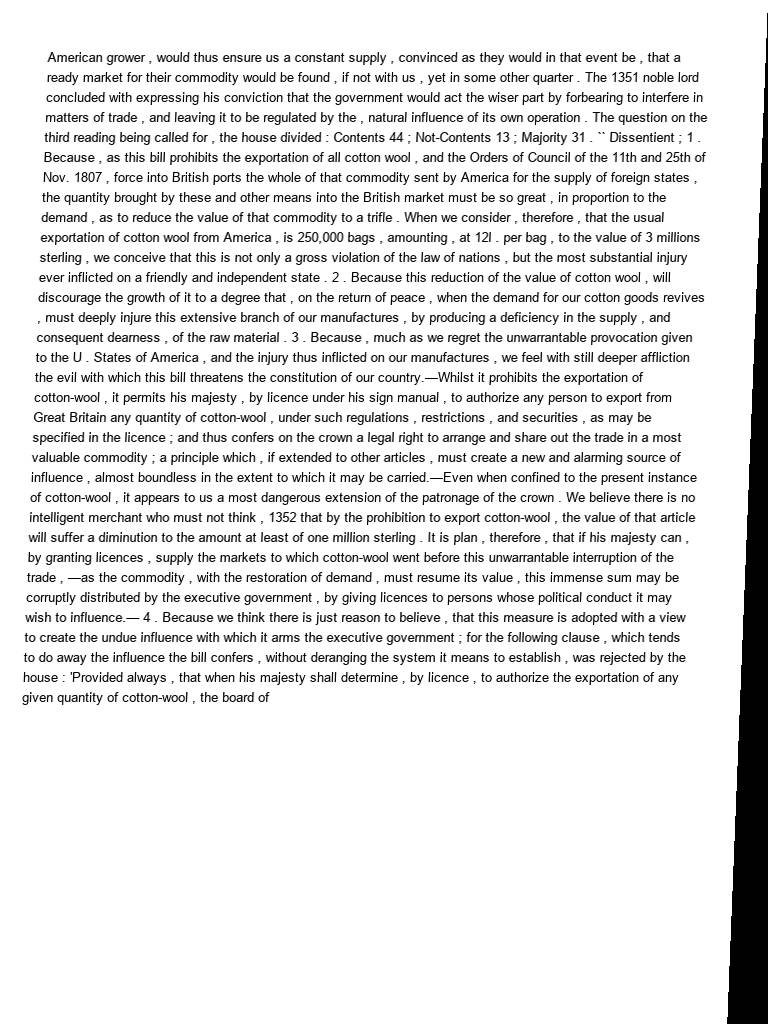 American grower , would thus ensure us a constant supply , convinced as they would in that event be , that a
ready market for their commodity would be found , if not with us , yet in some other quarter . The 1351 noble lord
concluded with expressing his conviction that the government would act the wiser part by forbearing to interfere in
matters of trade , and leaving it to be regulated by the , natural influence of its own operation . The question on the
third reading being called for , the house divided : Contents 44 ; Not-Contents 13 ; Majority 31 . `` Dissentient ; 1 .
Because , as this bill prohibits the exportation of all cotton wool , and the Orders of Council of the 11th and 25th of
Nov. 1807 , force into British ports the whole of that commodity sent by America for the supply of foreign states ,
the quantity brought by these and other means into the British market must be so great , in proportion to the
demand , as to reduce the value of that commodity to a trifle . When we consider , therefore , that the usual
exportation of cotton wool from America , is 250,000 bags , amounting , at 12l . per bag , to the value of 3 millions
sterling , we conceive that this is not only a gross violation of the law of nations , but the most substantial injury
ever inflicted on a friendly and independent state . 2 . Because this reduction of the value of cotton wool , will
discourage the growth of it to a degree that , on the return of peace , when the demand for our cotton goods revives
, must deeply injure this extensive branch of our manufactures , by producing a deficiency in the supply , and
consequent dearness , of the raw material . 3 . Because , much as we regret the unwarrantable provocation given
to the U . States of America , and the injury thus inflicted on our manufactures , we feel with still deeper affliction
the evil with which this bill threatens the constitution of our country.—Whilst it prohibits the exportation of
cotton-wool , it permits his majesty , by licence under his sign manual , to authorize any person to export from
Great Britain any quantity of cotton-wool , under such regulations , restrictions , and securities , as may be
specified in the licence ; and thus confers on the crown a legal right to arrange and share out the trade in a most
valuable commodity ; a principle which , if extended to other articles , must create a new and alarming source of
influence , almost boundless in the extent to which it may be carried.—Even when confined to the present instance
of cotton-wool , it appears to us a most dangerous extension of the patronage of the crown . We believe there is no
intelligent merchant who must not think , 1352 that by the prohibition to export cotton-wool , the value of that article
will suffer a diminution to the amount at least of one million sterling . It is plan , therefore , that if his majesty can ,
by granting licences , supply the markets to which cotton-wool went before this unwarrantable interruption of the
trade , —as the commodity , with the restoration of demand , must resume its value , this immense sum may be
corruptly distributed by the executive government , by giving licences to persons whose political conduct it may
wish to influence.— 4 . Because we think there is just reason to believe , that this measure is adopted with a view
to create the undue influence with which it arms the executive government ; for the following clause , which tends
to do away the influence the bill confers , without deranging the system it means to establish , was rejected by the
house : 'Provided always , that when his majesty shall determine , by licence , to authorize the exportation of any
given quantity of cotton-wool , the board of